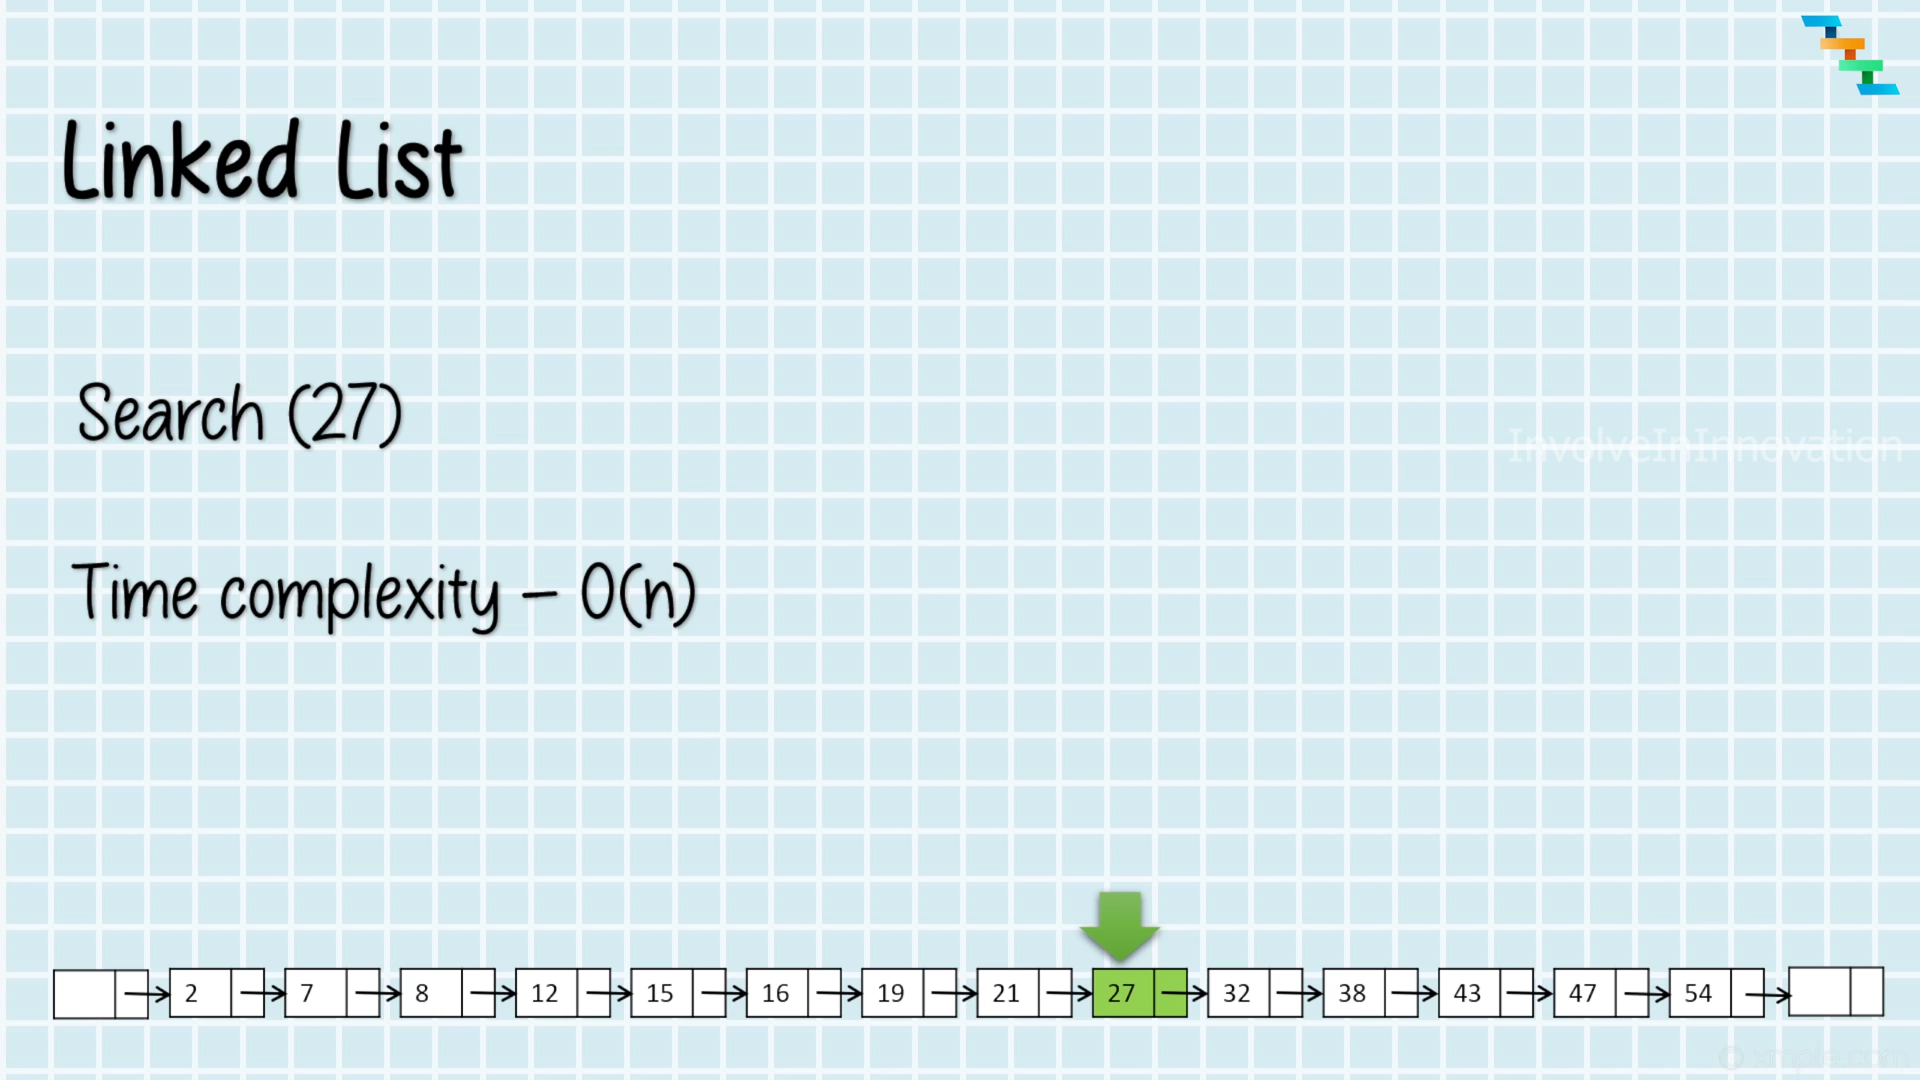 Linked List
Search (27)
InvolveInInnovation
Time complexity – O(n)
2 7 8 12 15 16 19 21 27 32 38 43 47 54